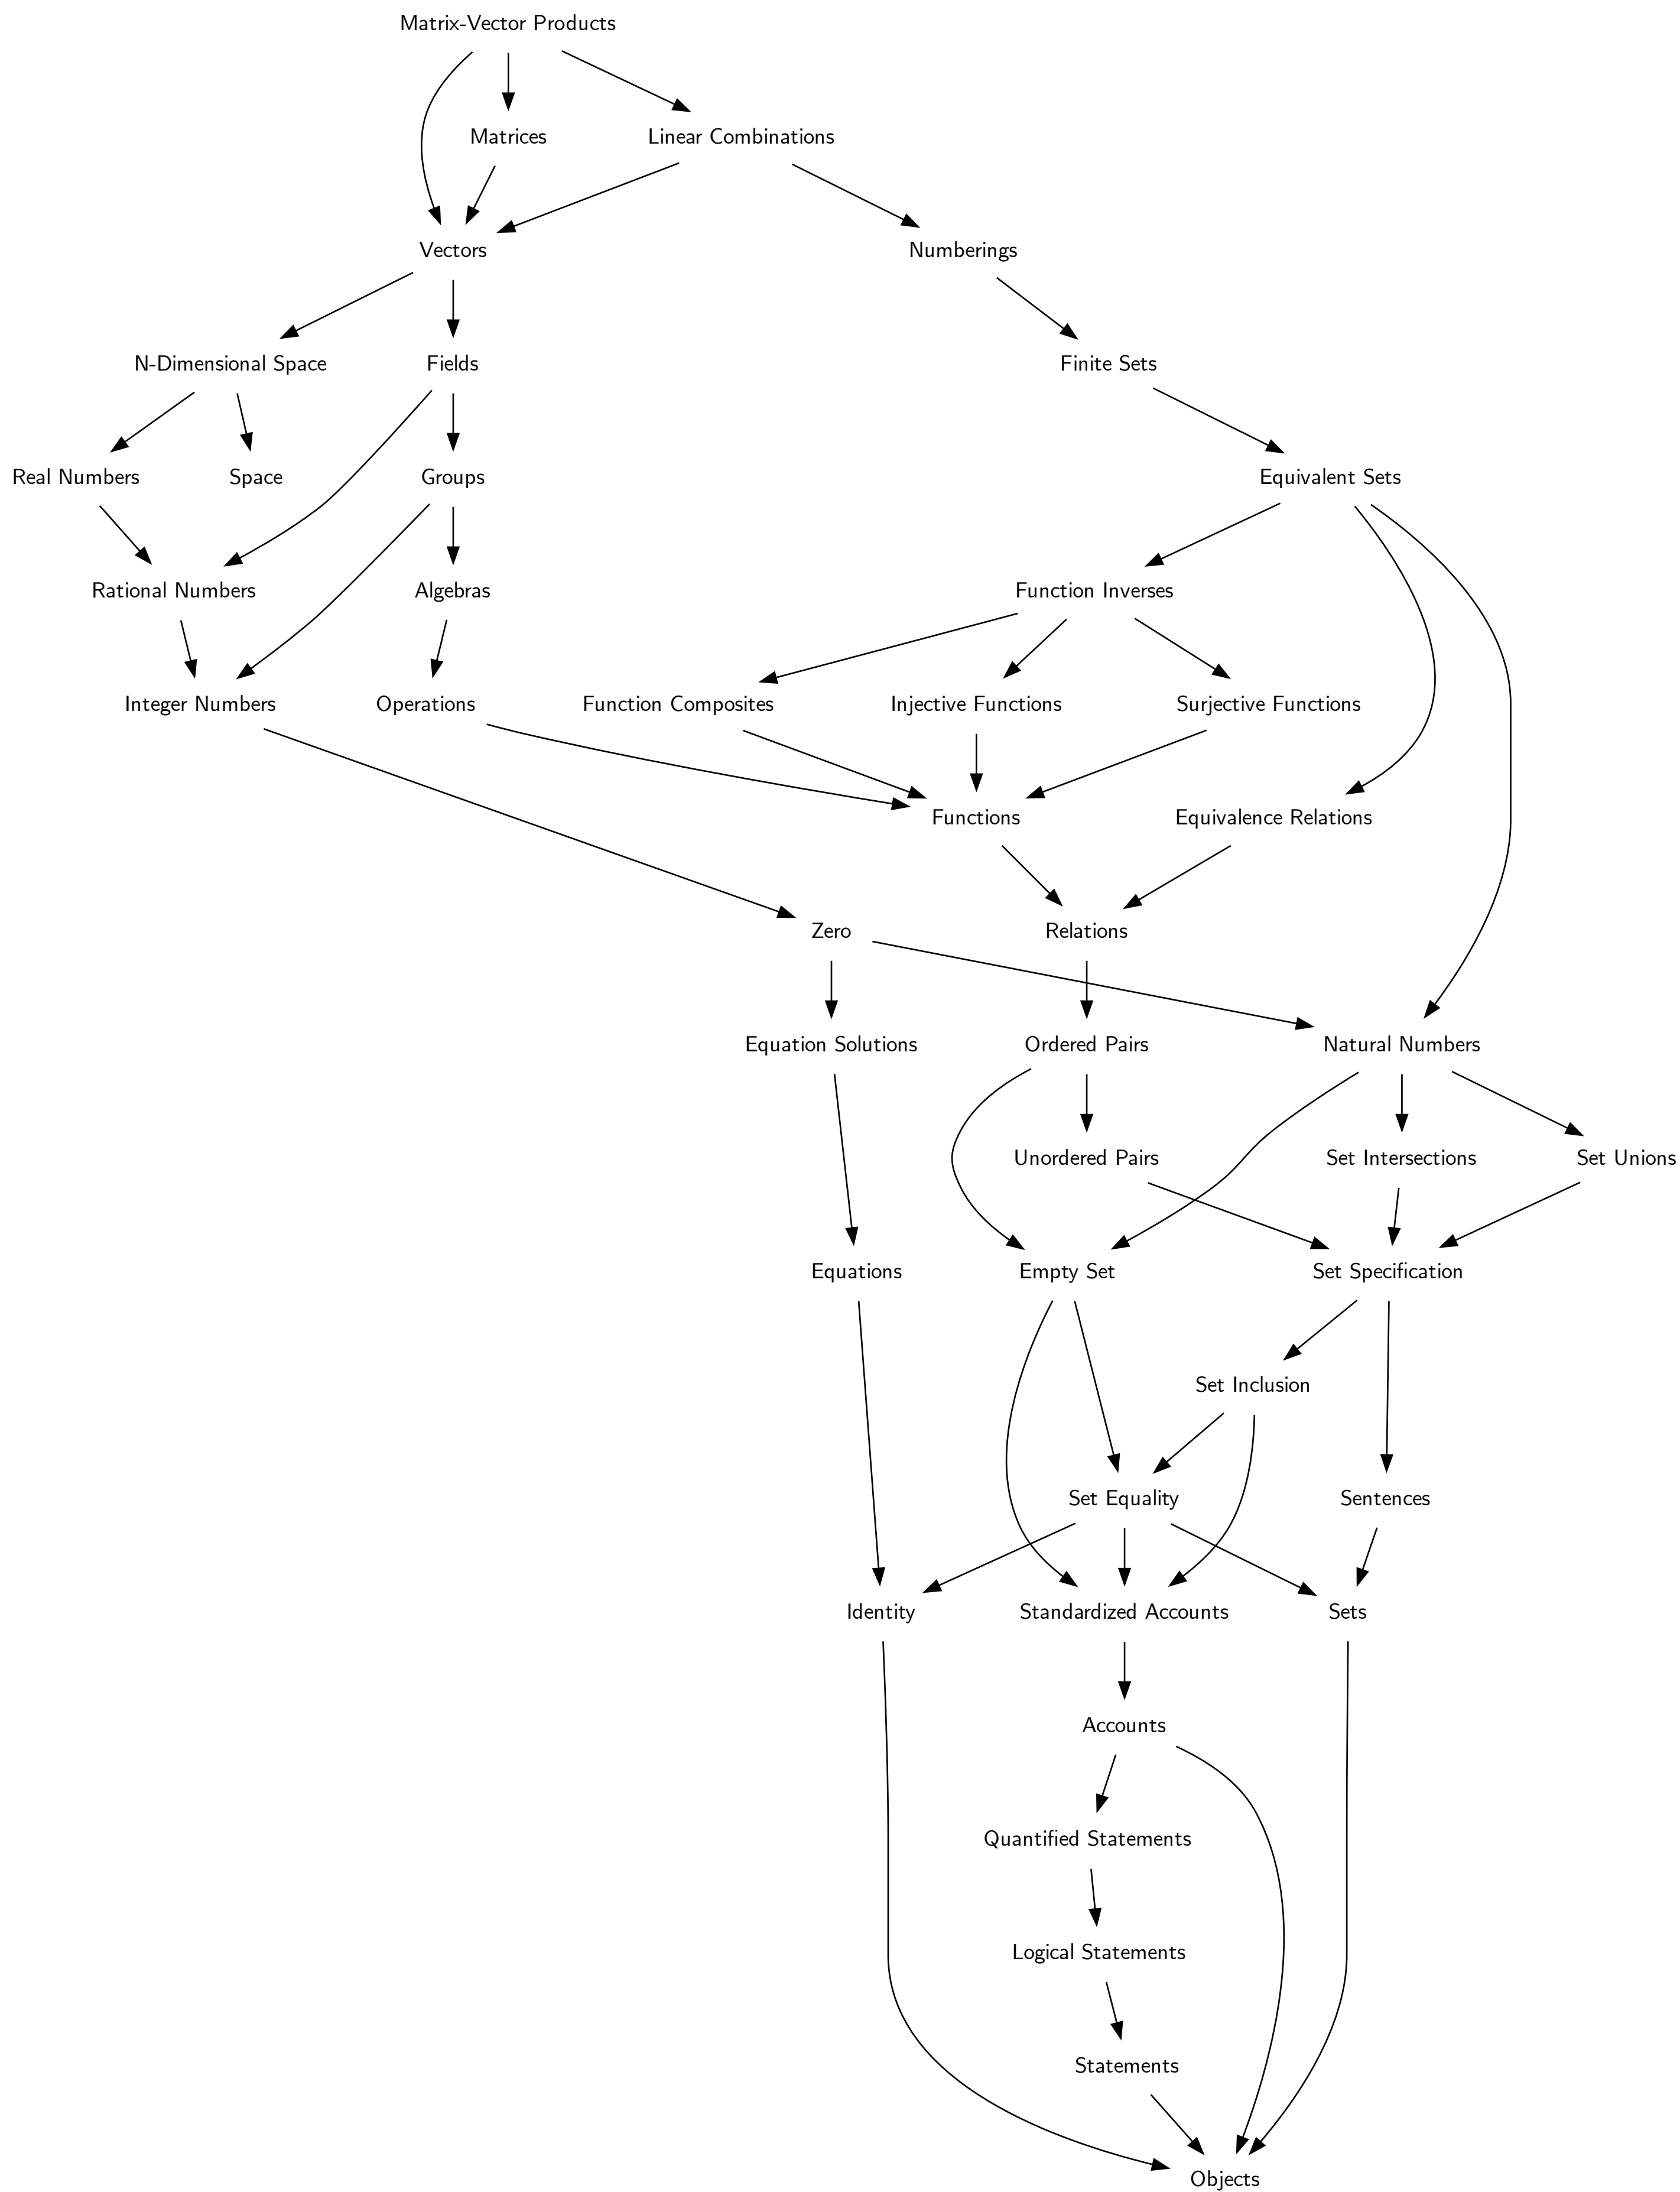 Matrix-Vector Products
Matrices
Linear Combinations
Vectors
Numberings
N-Dimensional Space
Fields
Finite Sets
Real Numbers
Space
Groups
Equivalent Sets
Rational Numbers
Algebras
Function Inverses
Integer Numbers
Operations
Function Composites
Injective Functions
Surjective Functions
Functions
Equivalence Relations
Zero
Relations
Equation Solutions
Ordered Pairs
Natural Numbers
Unordered Pairs
Set Intersections
Set Unions
Equations
Empty Set
Set Specification
Set Inclusion
Set Equality
Sentences
Identity
Standardized Accounts
Sets
Accounts
Quantified Statements
Logical Statements
Statements
Objects